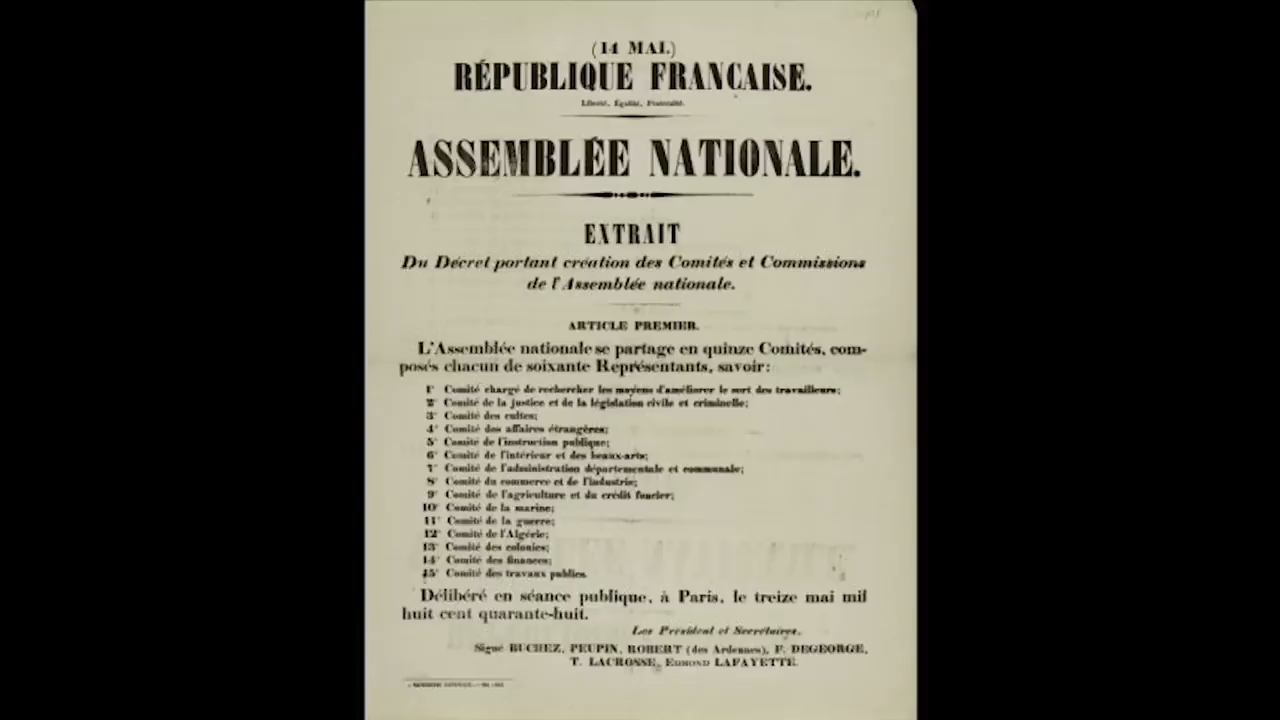 (14 MAI.)
RÉPUBLIQUE FRANÇAISE.
Liberté, Égalité, Fraternité.
ASSEMBLÉE NATIONALE.
EXTRAIT
Du Décret portant création des Comités et Commissions
de l'Assemblée nationale.
ARTICLE PREMIER.
L'Assemblée nationale se partage en quinze Comités, com-
posés chacun de soixante Représentants, savoir:
1° Comité chargé de rechercher les moyens d'améliorer le sort des travailleurs;
2° Comité de la justice et de la législation civile et criminelle;
3° Comité des cultes;
4° Comité des affaires étrangères;
5° Comité de l'instruction publique;
6° Comité de l'intérieur et des beaux-arts;
7° Comité de l'administration départementale et communale;
8° Comité du commerce et de l'industrie;
9° Comité de l'agriculture et du crédit foncier;
10° Comité de la marine;
11° Comité de la guerre;
12° Comité de l'Algérie;
13° Comité des colonies;
14° Comité des finances;
15° Comité des travaux publics.
Délibéré en séance publique, à Paris, le treize mai mil
huit cent quarante-huit.
Les Président et Secrétaires,
Signé BUCHEZ, PEUPIN, ROBERT (des Ardennes), F. DEGEORGE,
T. LACROSSE, EDMOND LAFAYETTE.